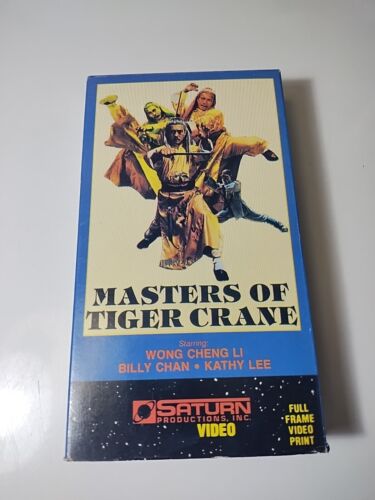 MASTERS OF
TIGER CRANE
Starring:
WONG CHENG LI
BILLY CHAN • KATHY LEE
SATURN
PRODUCTIONS, INC.
VIDEO
FULL
FRAME
VIDEO
PRINT